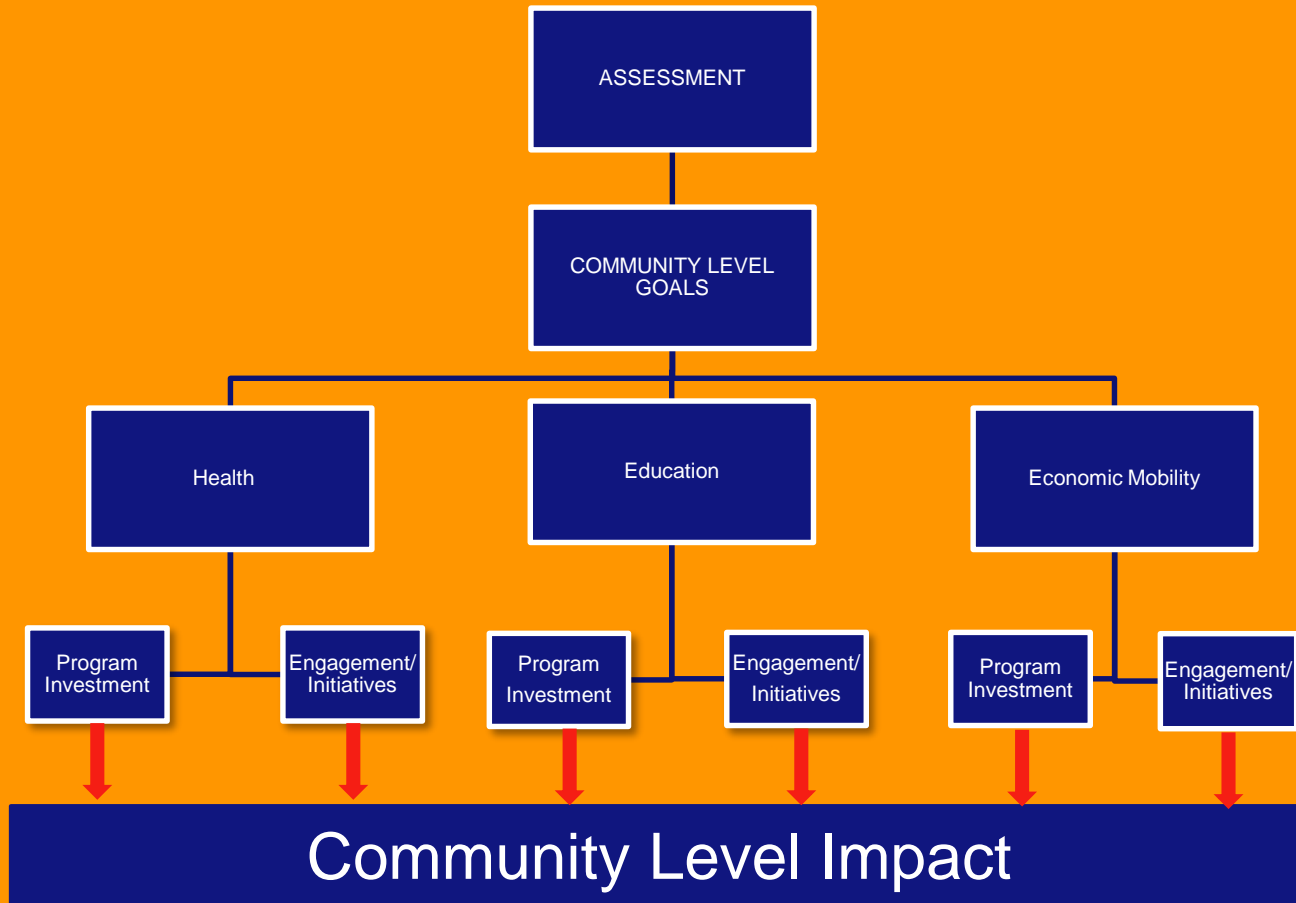 ASSESSMENT
COMMUNITY LEVEL
GOALS
Health
Education
Economic Mobility
Program
Investment
Engagement/
Initiatives
Program
Investment
Engagement/
Initiatives
Program
Investment
Engagement/
Initiatives
Community Level Impact